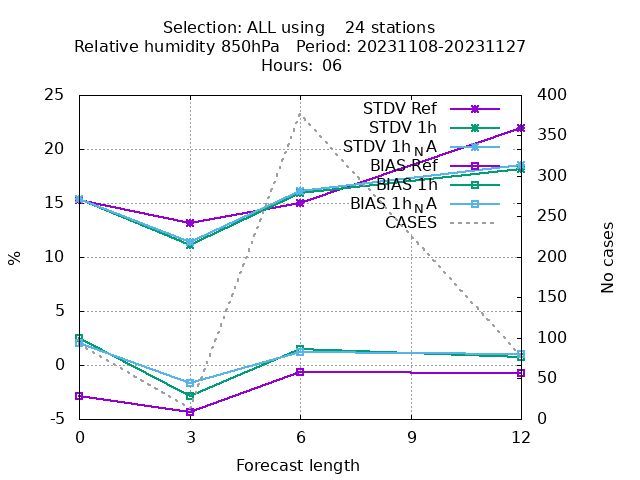 Selection: ALL using    24 stations
Relative humidity 850hPa   Period: 20231108-20231127
Hours: 06
25
20
15
10
5
0
-5
%
400
350
300
250
200
150
100
50
0
No cases
STDV Ref
STDV 1h
STDV 1h_NA
BIAS Ref
BIAS 1h
BIAS 1h_NA
CASES
0 3 6 9 12
Forecast length